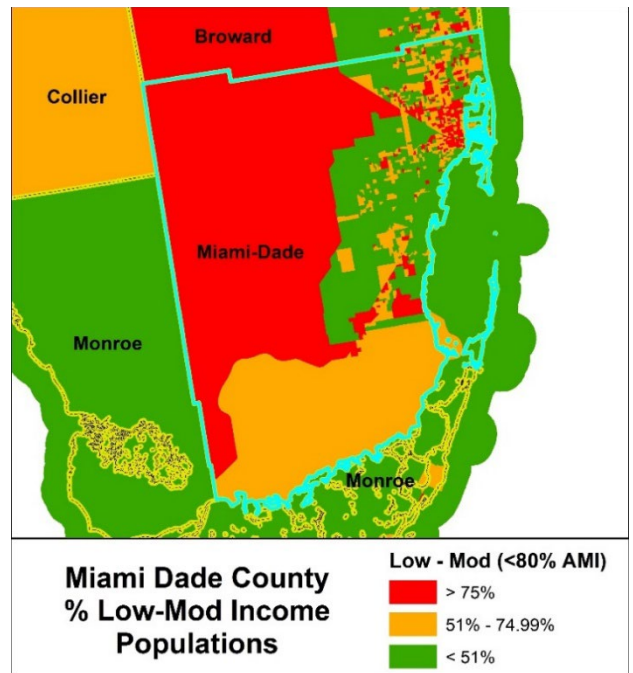 Broward
Collier
Miami-Dade
Monroe
Monroe
Miami Dade County
% Low-Mod Income
Populations
Low - Mod (<80% AMI)
> 75%
51% - 74.99%
< 51%